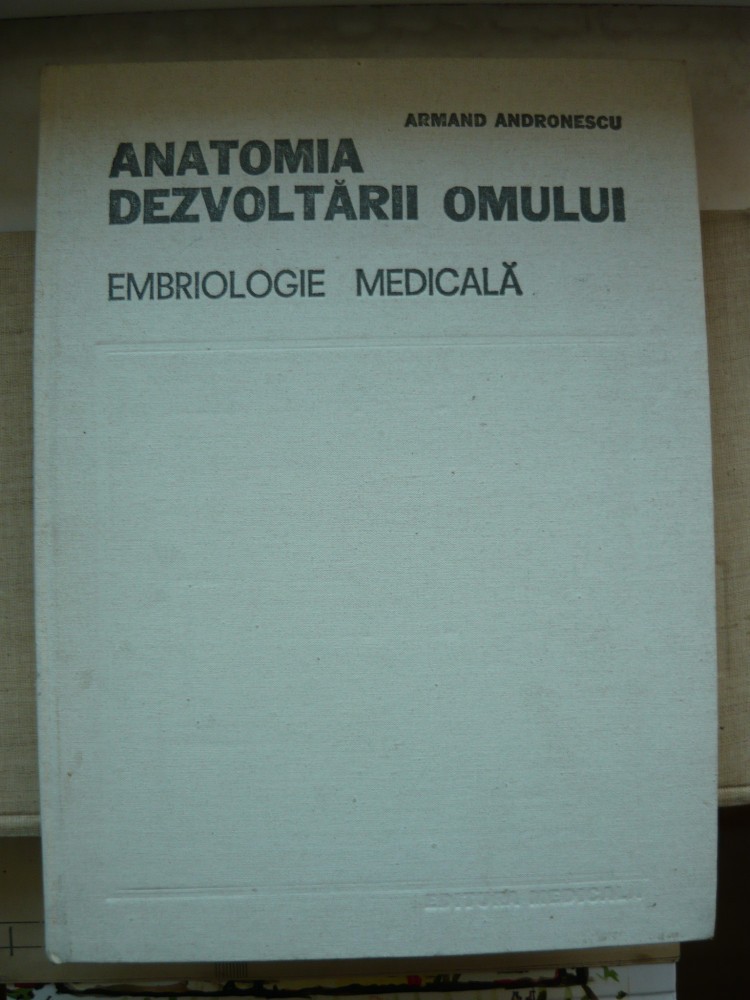 ARMAND ANDRONESCU
ANATOMIA
DEZVOLTĂRII OMULUI
EMBRIOLOGIE MEDICALĂ
EDITURA MEDICALĂ